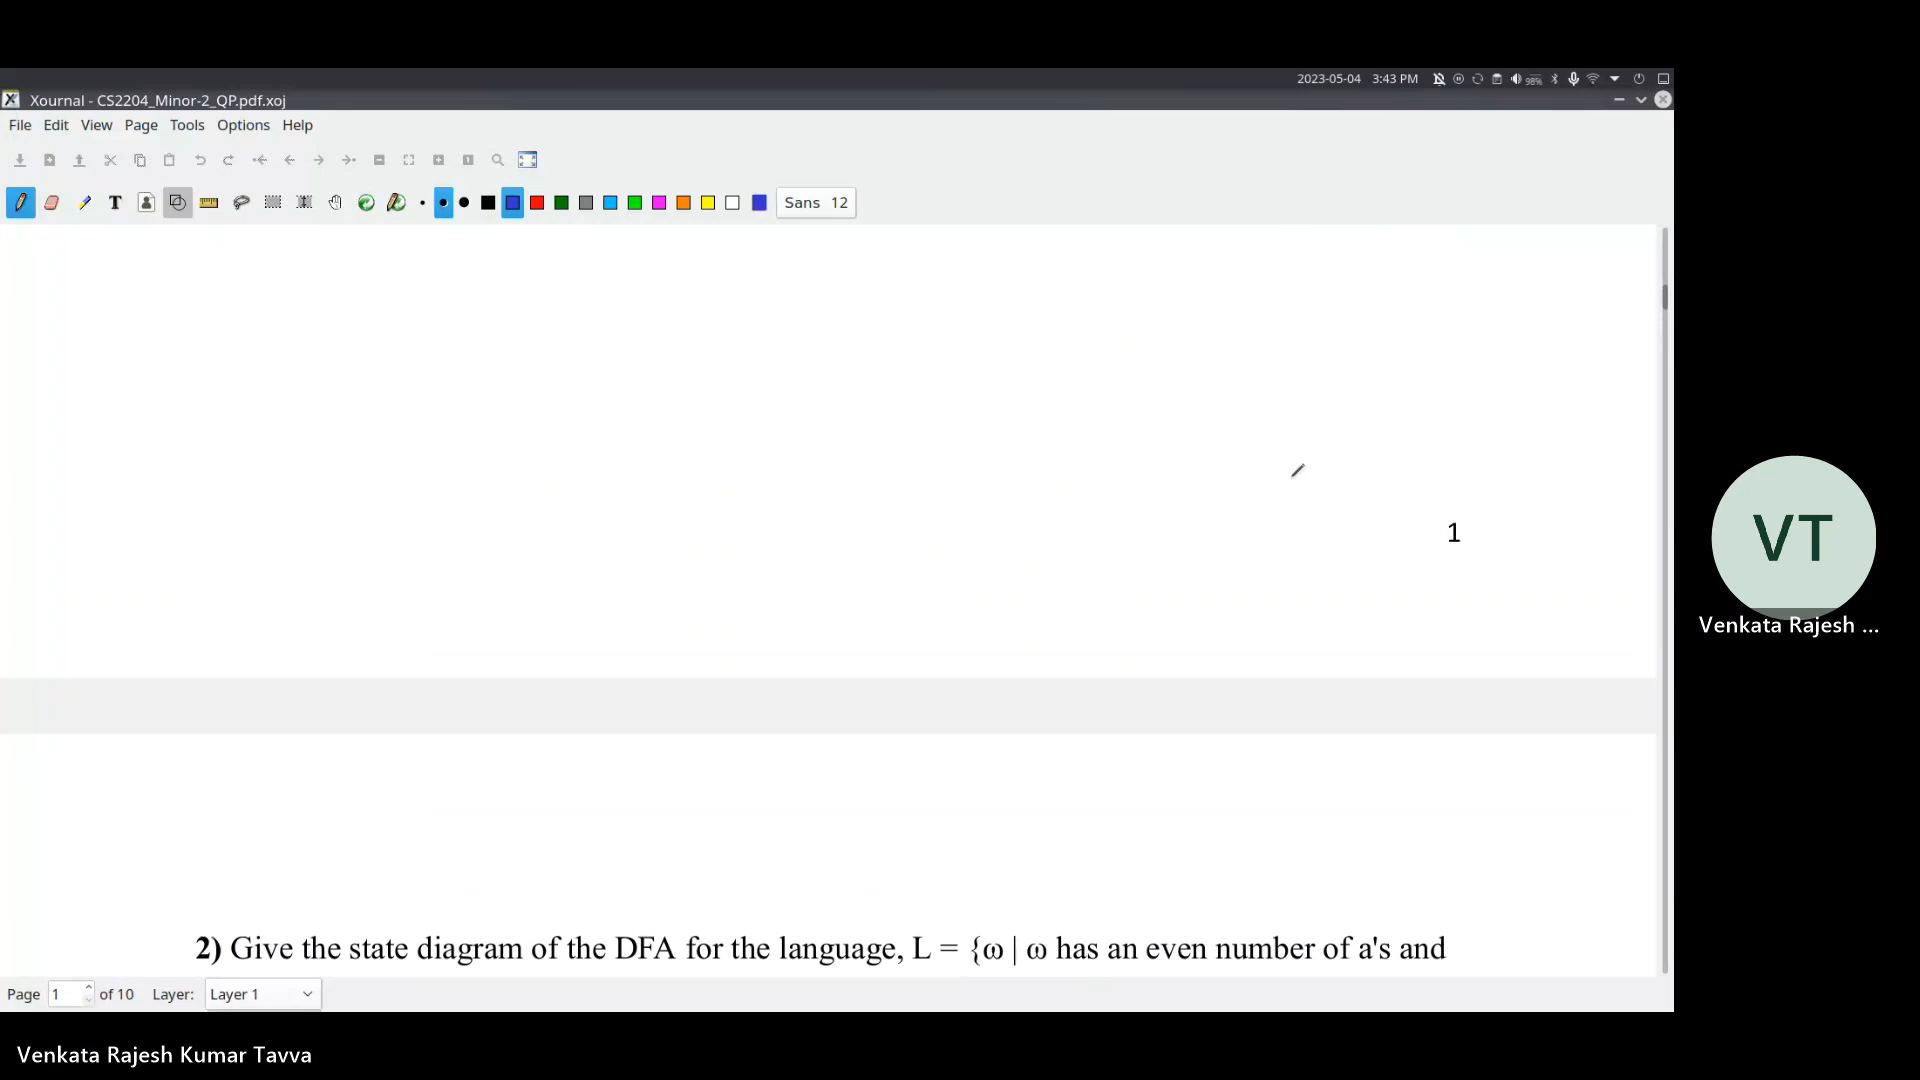 2023-05-04 3:43 PM 98%
Xournal - CS2204_Minor-2_QP.pdf.xoj
File Edit View Page Tools Options Help
T Sans 12
1
VT
Venkata Rajesh ...
2) Give the state diagram of the DFA for the language, L = {ω | ω has an even number of a's and
Page 1 of 10 Layer: Layer 1
Venkata Rajesh Kumar Tavva